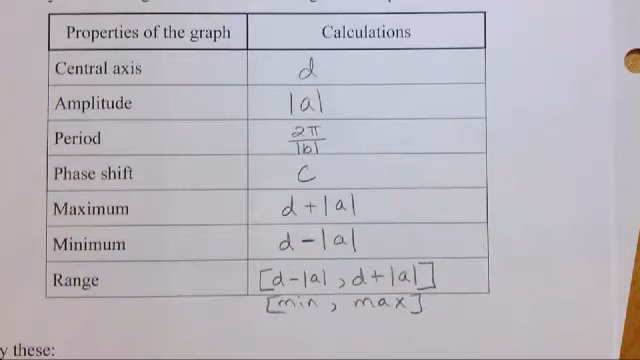 Properties of the graph Calculations
Central axis d
Amplitude |a|
Period 2π/|b|
Phase shift c
Maximum d+|a|
Minimum d-|a|
Range [d-|a|, d+|a|]
[min, max]
y these: